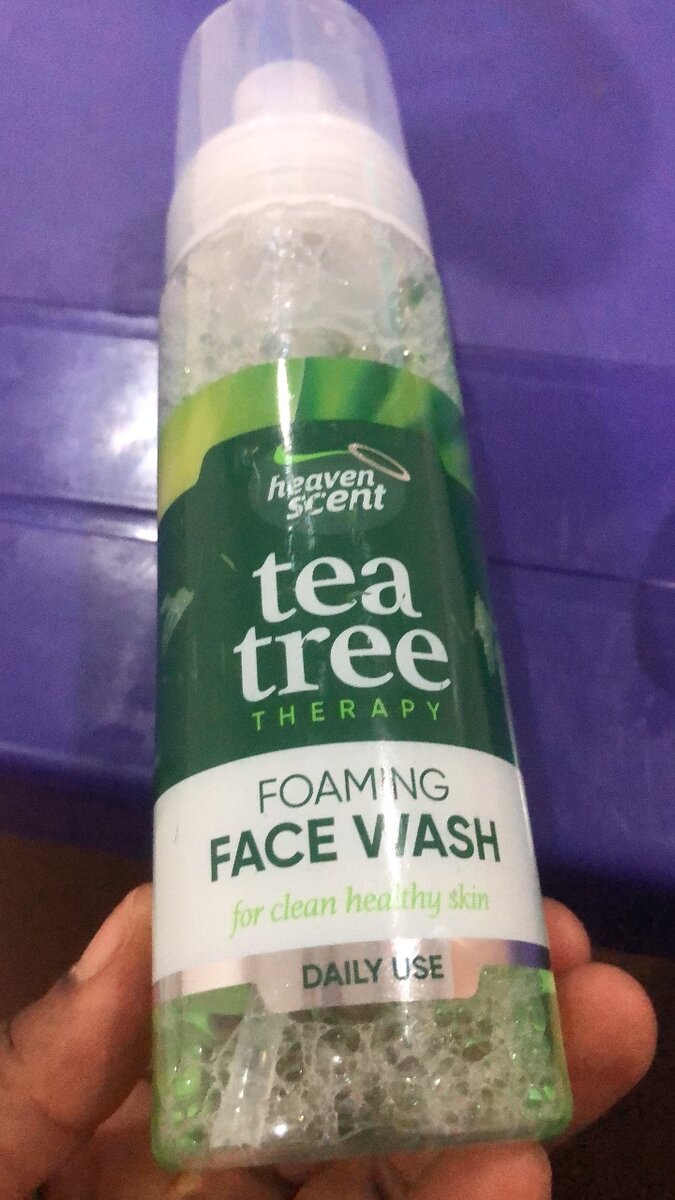 heaven
scent
tea
tree
THERAPY
FOAMING
FACE WASH
for clean healthy skin
DAILY USE